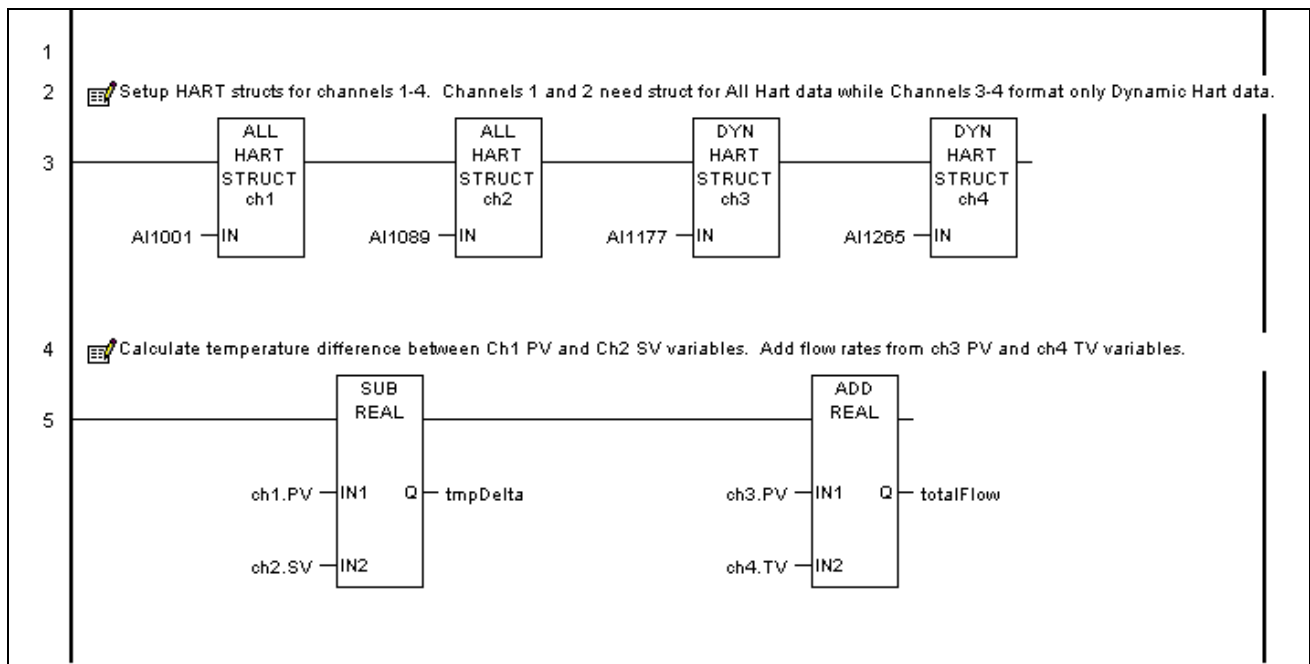 1
2 Setup HART structs for channels 1-4. Channels 1 and 2 need struct for All Hart data while Channels 3-4 format only Dynamic Hart data.
ALL ALL DYN DYN
HART HART HART HART
3
STRUCT STRUCT STRUCT STRUCT
ch1 ch2 ch3 ch4
AI1001 IN AI1089 IN AI1177 IN AI1265 IN
4 Calculate temperature difference between Ch1 PV and Ch2 SV variables. Add flow rates from ch3 PV and ch4 TV variables.
SUB ADD
5 REAL REAL
ch1.PV IN1 Q tmpDelta ch3.PV IN1 Q totalFlow
ch2.SV IN2 ch4.TV IN2